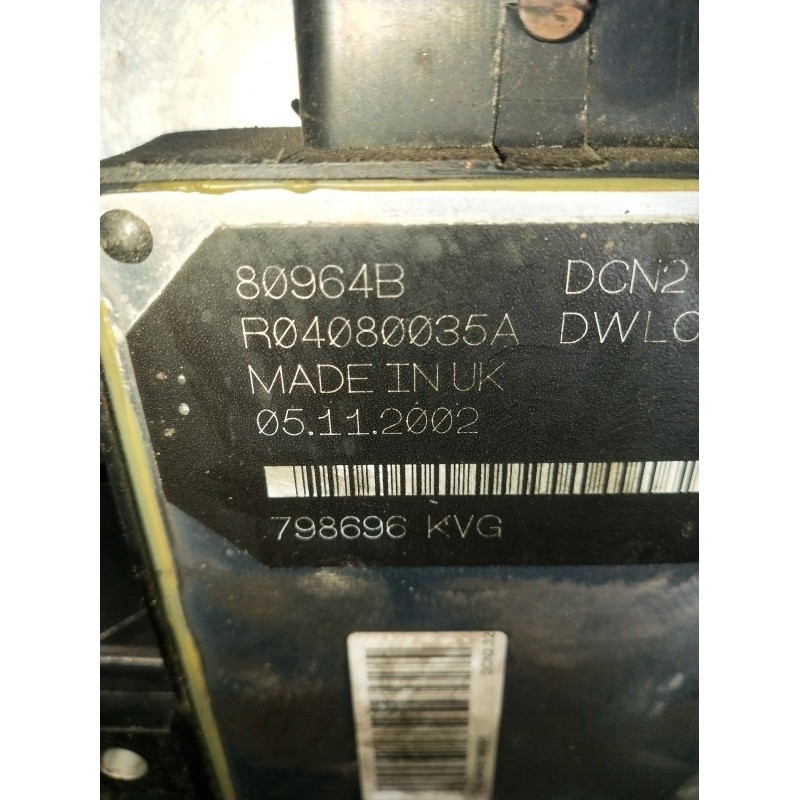 80964B DCN2
R04080035A DWLC
MADE IN UK
05.11.2002
798696 KVG